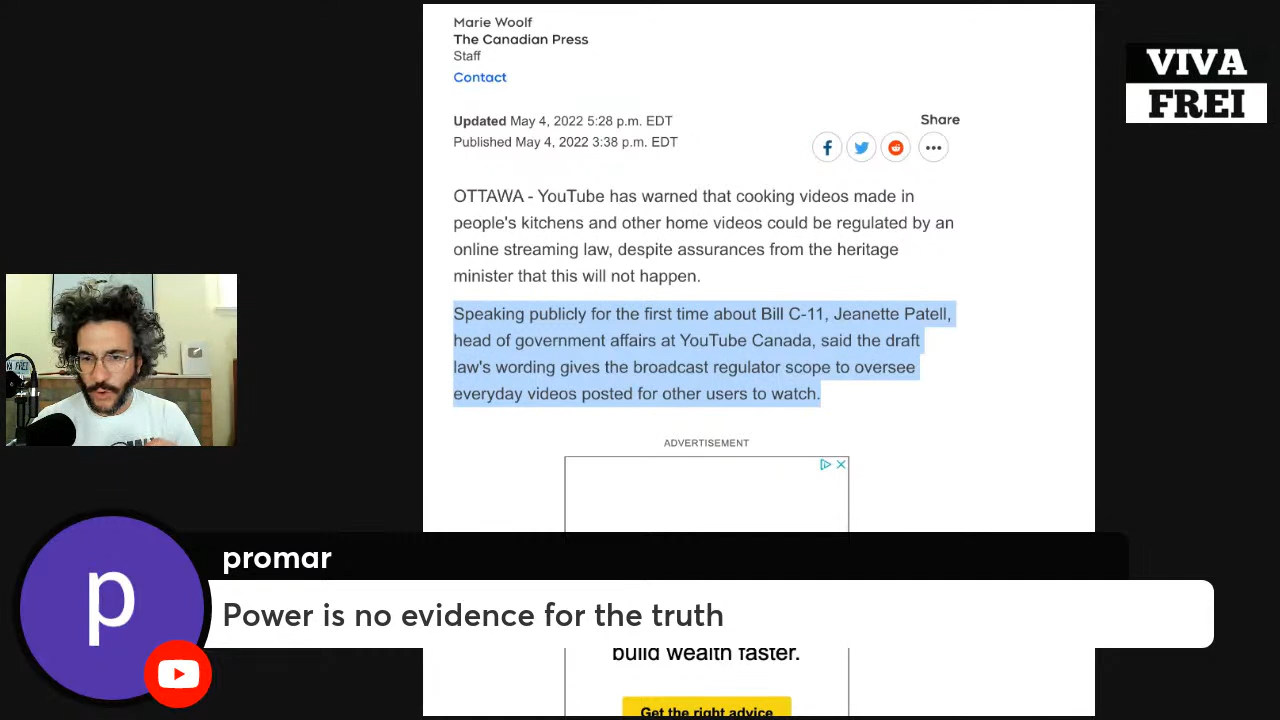 Marie Woolf
The Canadian Press
Staff
Contact
Updated May 4, 2022 5:28 p.m. EDT
Published May 4, 2022 3:38 p.m. EDT
Share
VIVA
FREI
OTTAWA - YouTube has warned that cooking videos made in
people's kitchens and other home videos could be regulated by an
online streaming law, despite assurances from the heritage
minister that this will not happen.
Speaking publicly for the first time about Bill C-11, Jeanette Patell,
head of government affairs at YouTube Canada, said the draft
law's wording gives the broadcast regulator scope to oversee
everyday videos posted for other users to watch.
ADVERTISEMENT
p
promar
Power is no evidence for the truth
build wealth faster.
Get the right advice